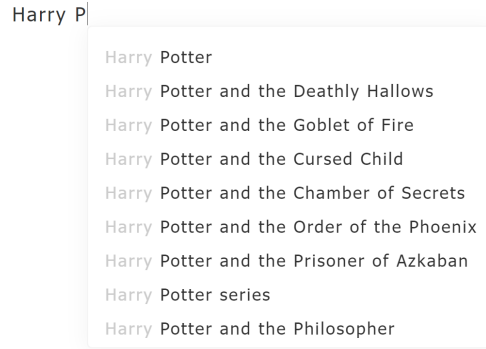 Harry P
Harry Potter
Harry Potter and the Deathly Hallows
Harry Potter and the Goblet of Fire
Harry Potter and the Cursed Child
Harry Potter and the Chamber of Secrets
Harry Potter and the Order of the Phoenix
Harry Potter and the Prisoner of Azkaban
Harry Potter series
Harry Potter and the Philosopher